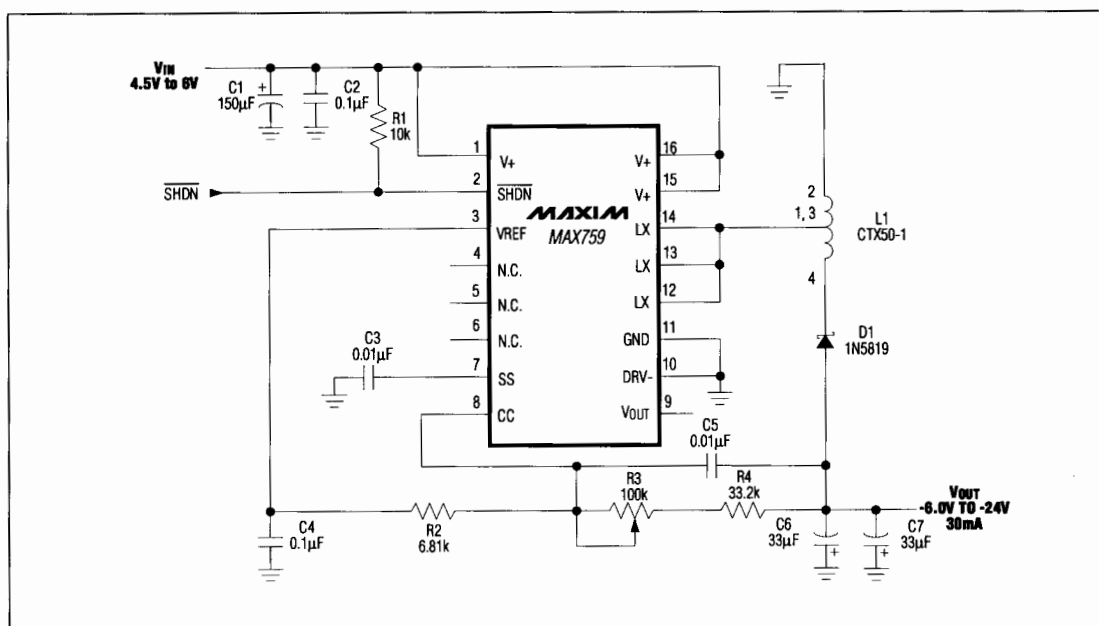 VIN
4.5V to 6V
C1
150µF
+
C2
0.1µF
R1
10k
SHDN
1
V+
2
SHDN
3
VREF
4
N.C.
5
N.C.
6
N.C.
7
SS
8
CC
MAXIM
MAX759
16
V+
15
V+
14
LX
13
LX
12
LX
11
GND
10
DRV-
9
VOUT
2
1, 3
4
L1
CTX50-1
D1
1N5819
C3
0.01µF
C5
0.01µF
R3
100k
R4
33.2k
R2
6.81k
C4
0.1µF
C6
33µF
+
C7
33µF
+
VOUT
-6.0V TO -24V
30mA